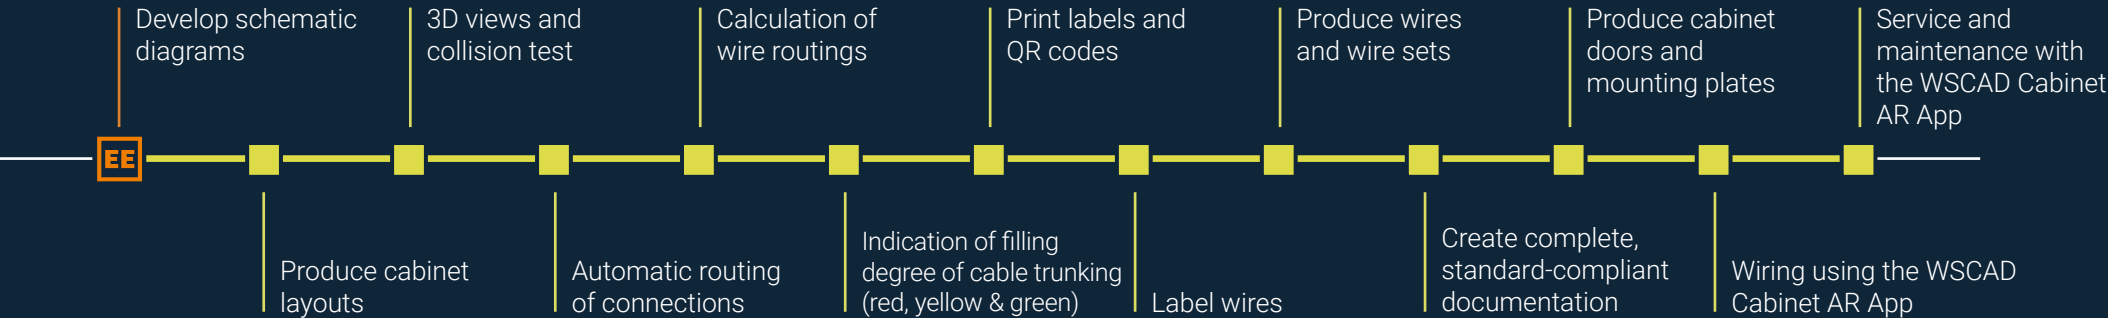 Develop schematic
diagrams
3D views and
collision test
Calculation of
wire routings
Print labels and
QR codes
Produce wires
and wire sets
Produce cabinet
doors and
mounting plates
Service and
maintenance with
the WSCAD Cabinet
AR App
EE
Produce cabinet
layouts
Automatic routing
of connections
Indication of filling
degree of cable trunking
(red, yellow & green)
Label wires
Create complete,
standard-compliant
documentation
Wiring using the WSCAD
Cabinet AR App